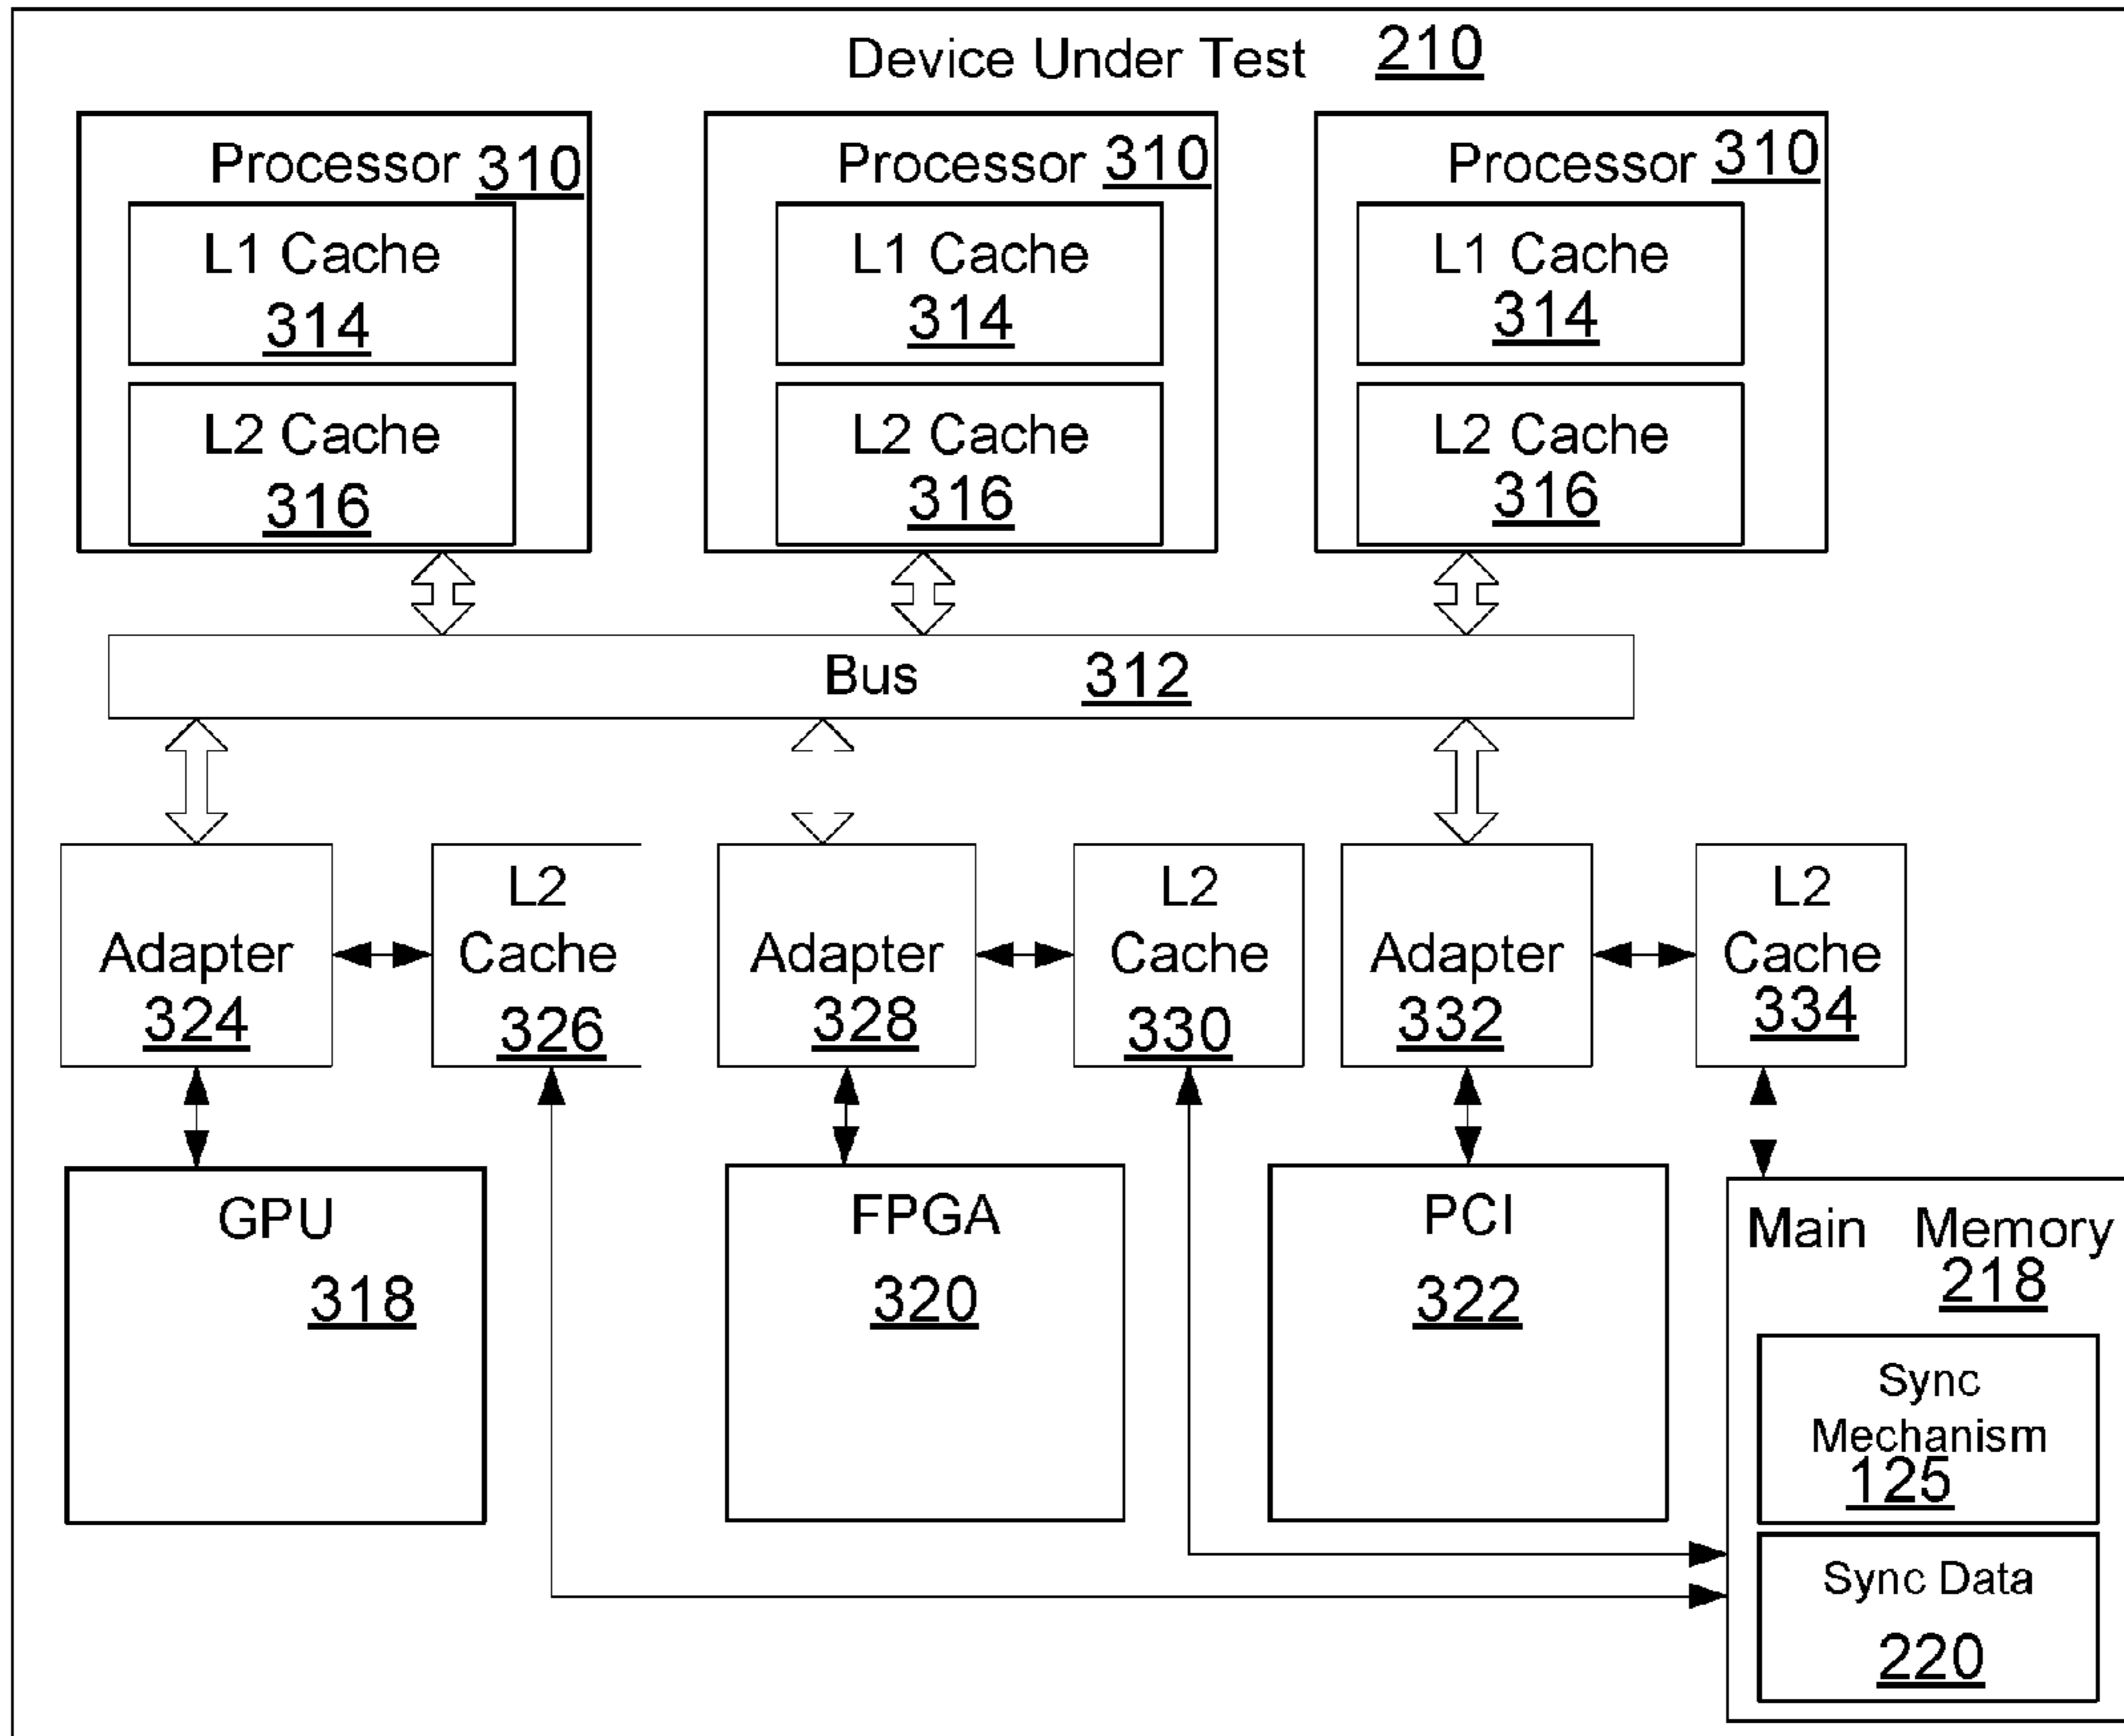 Device Under Test 210
Processor 310
L1 Cache
314
L2 Cache
316
Processor 310
L1 Cache
314
L2 Cache
316
Processor 310
L1 Cache
314
L2 Cache
316
Bus 312
Adapter
324
L2
Cache
326
Adapter
328
L2
Cache
330
Adapter
332
L2
Cache
334
GPU
318
FPGA
320
PCI
322
Main Memory
218
Sync
Mechanism
125
Sync Data
220